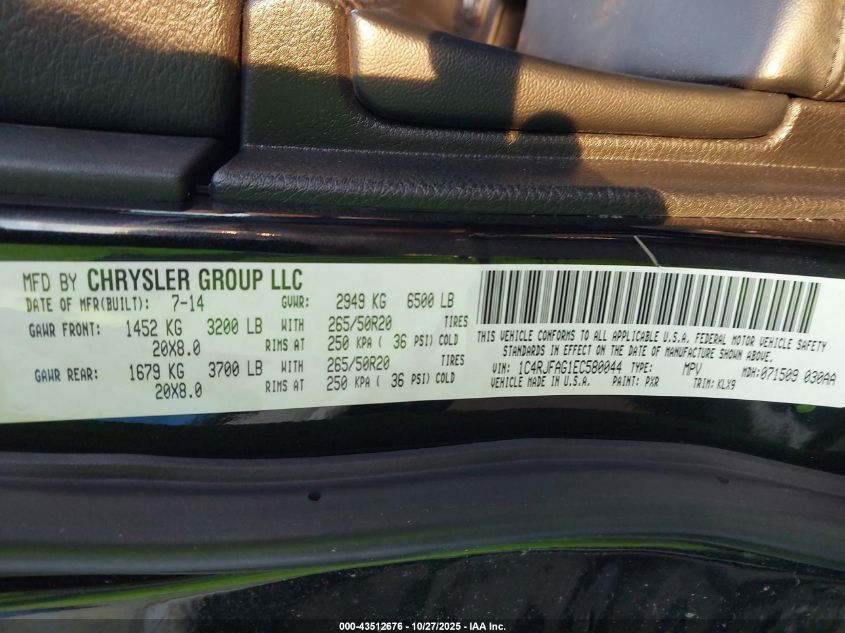 MFD BY CHRYSLER GROUP LLC
DATE OF MFR(BUILT): 7-14 GVWR: 2949 KG 6500 LB
GAWR FRONT: 1452 KG 3200 LB WITH 265/50R20 TIRES
20X8.0 RIMS AT 250 KPA ( 36 PSI) COLD
GAWR REAR: 1679 KG 3700 LB WITH 265/50R20 TIRES
20X8.0 RIMS AT 250 KPA ( 36 PSI) COLD
THIS VEHICLE CONFORMS TO ALL APPLICABLE U.S.A. FEDERAL MOTOR VEHICLE SAFETY
STANDARDS IN EFFECT ON THE DATE OF MANUFACTURE SHOWN ABOVE.
VIN: 1C4RJFAG1EC580044 TYPE: MPV MDH: 071509 030AA
VEHICLE MADE IN U.S.A. PAINT: PXR TRIM: KLX9
000-43512676 | 10/27/2025 | IAA Inc.